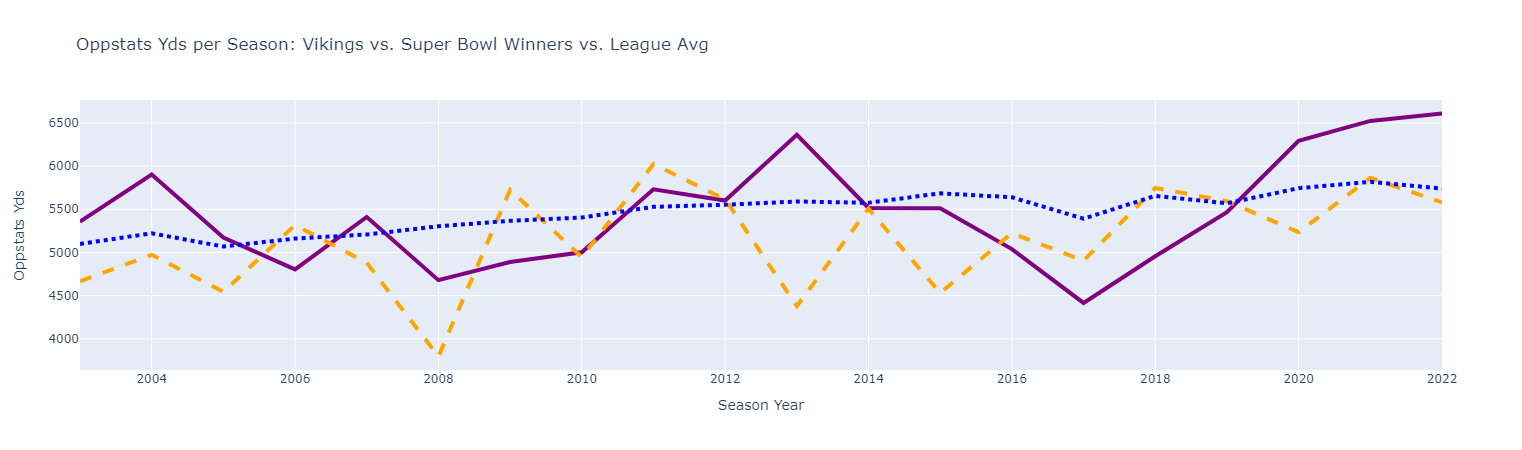 Oppstats Yds per Season: Vikings vs. Super Bowl Winners vs. League Avg
Oppstats Yds
6500
6000
5500
5000
4500
4000
2004 2006 2008 2010 2012 2014 2016 2018 2020 2022
Season Year